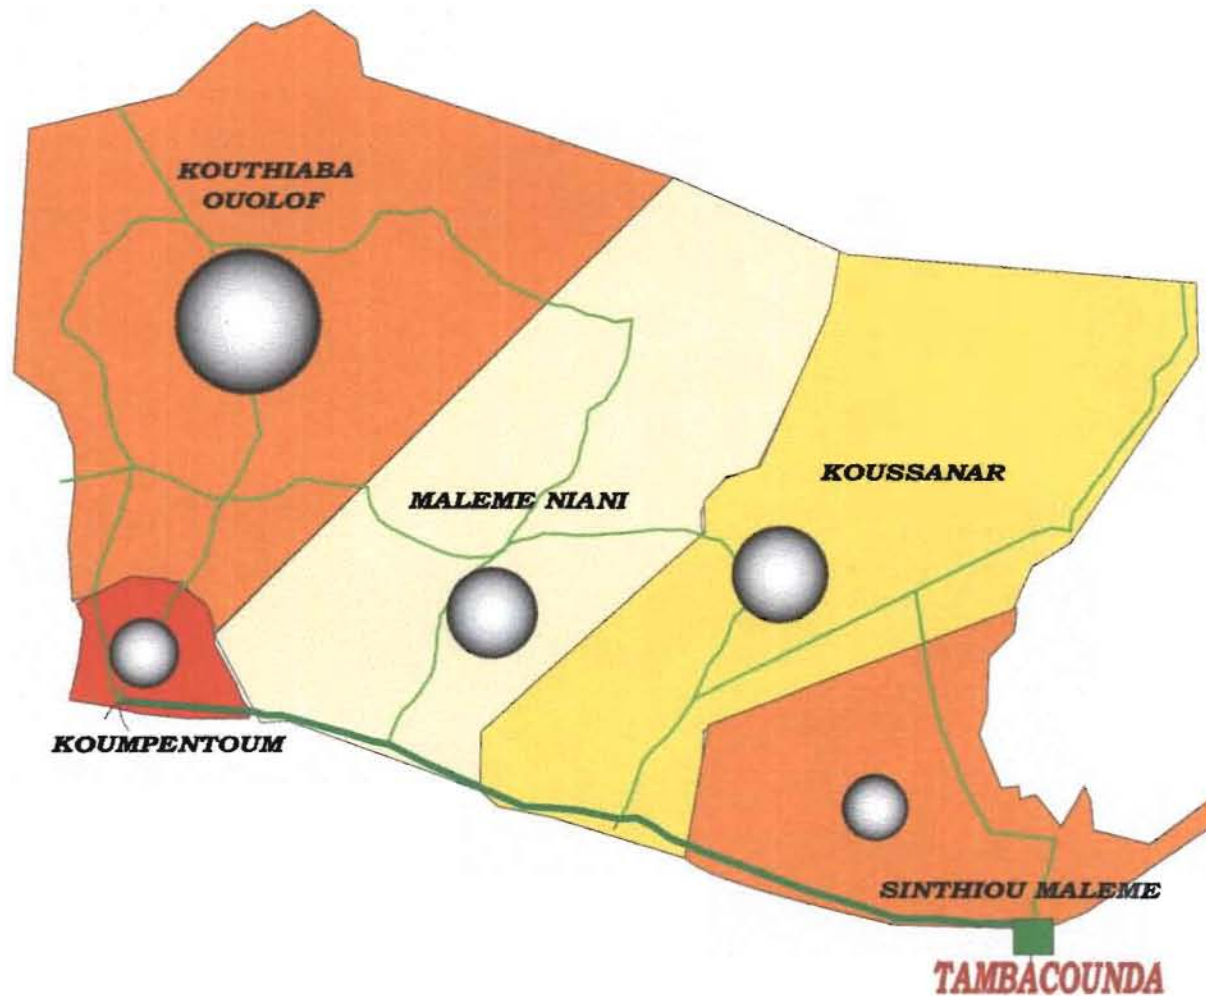 KOUTHIABA
OUOLOF
KOUSSANAR
MALEME NIANI
KOUMPENTOUM
SINTHIOU MALEME
TAMBACOUNDA